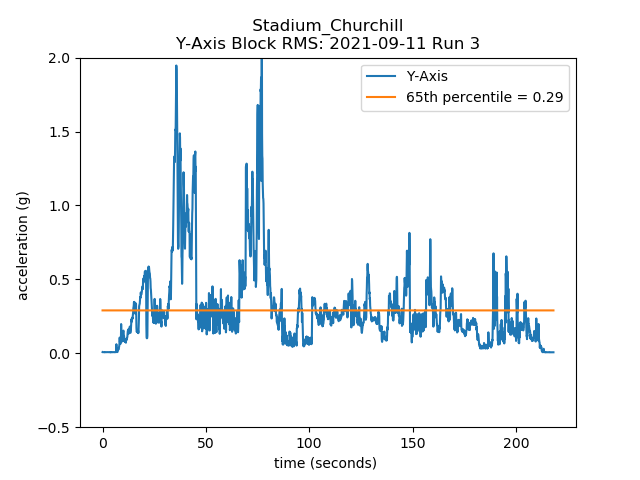 Stadium_Churchill
Y-Axis Block RMS: 2021-09-11 Run 3
Y-Axis
65th percentile = 0.29
acceleration (g)
2.0
1.5
1.0
0.5
0.0
−0.5
0 50 100 150 200
time (seconds)